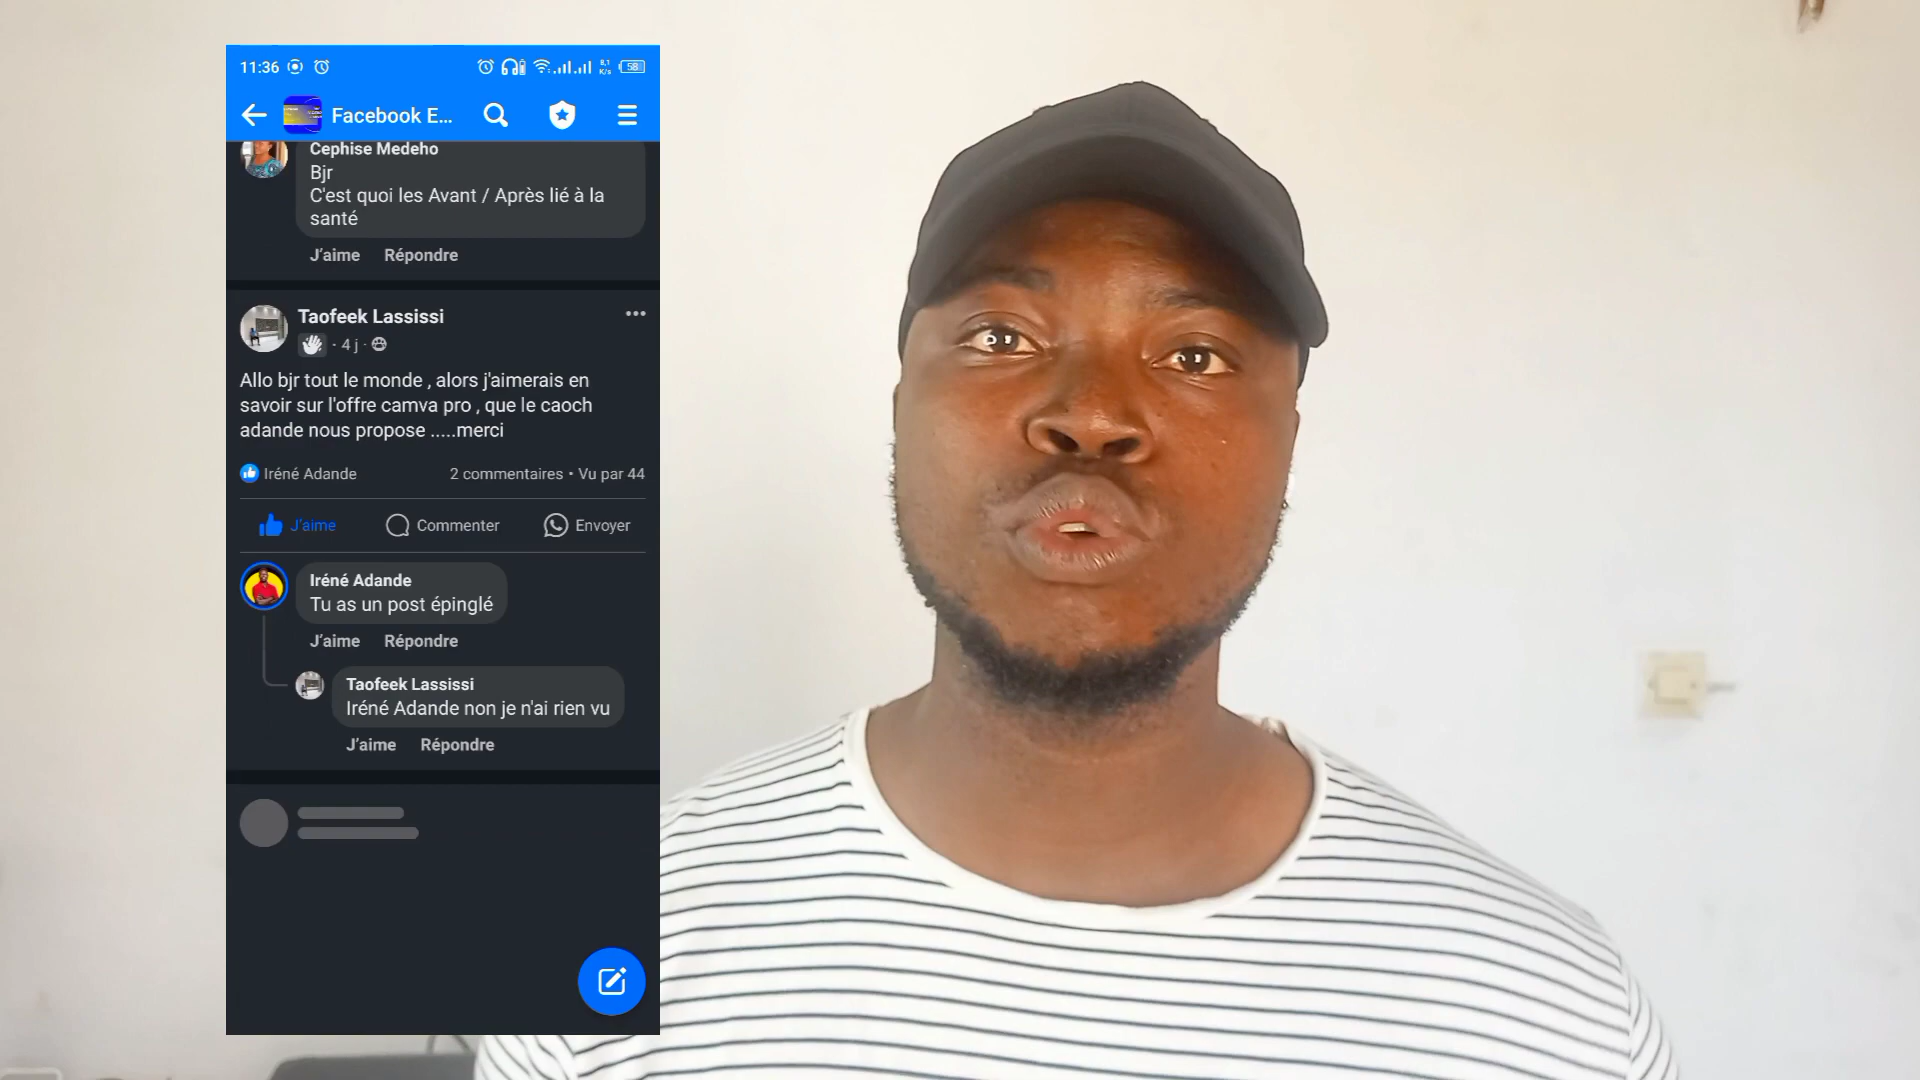 11:36
8,1
K/s
58
Facebook E...
Cephise Medeho
Bjr
C'est quoi les Avant / Après lié à la
santé
J'aime Répondre
Taofeek Lassissi
· 4 j ·
Allo bjr tout le monde , alors j'aimerais en
savoir sur l'offre camva pro , que le caoch
adande nous propose .....merci
Iréné Adande 2 commentaires • Vu par 44
J'aime Commenter Envoyer
Iréné Adande
Tu as un post épinglé
J'aime Répondre
Taofeek Lassissi
Iréné Adande non je n'ai rien vu
J'aime Répondre